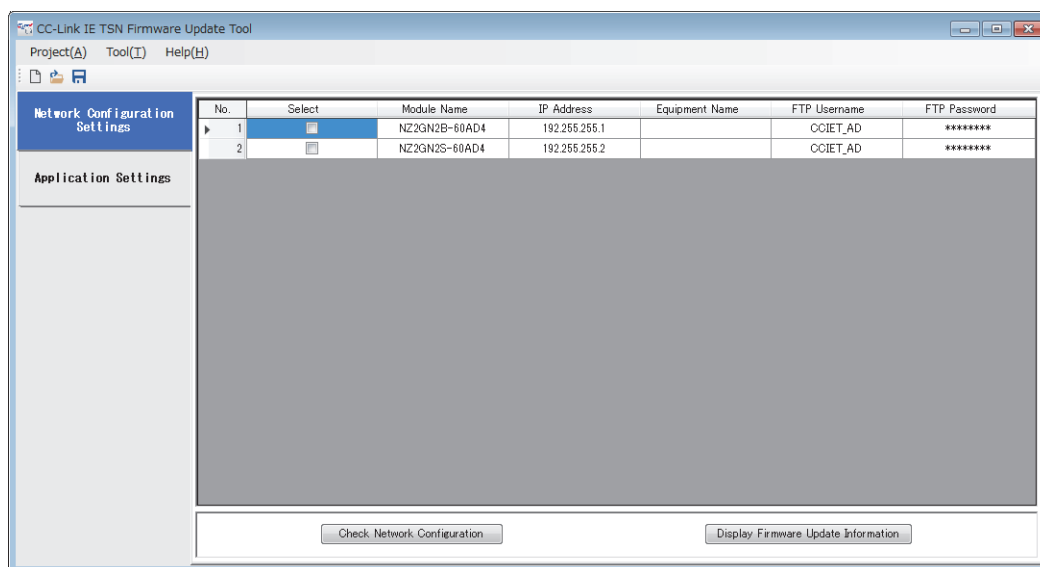 CC-Link IE TSN Firmware Update Tool
Project(A) Tool(T) Help(H)
Network Configuration
Settings
Application Settings
No. Select Module Name IP Address Equipment Name FTP Username FTP Password
1 NZ2GN2B-60AD4 192.255.255.1 CCIET_AD ********
2 NZ2GN2S-60AD4 192.255.255.2 CCIET_AD ********
Check Network Configuration Display Firmware Update Information